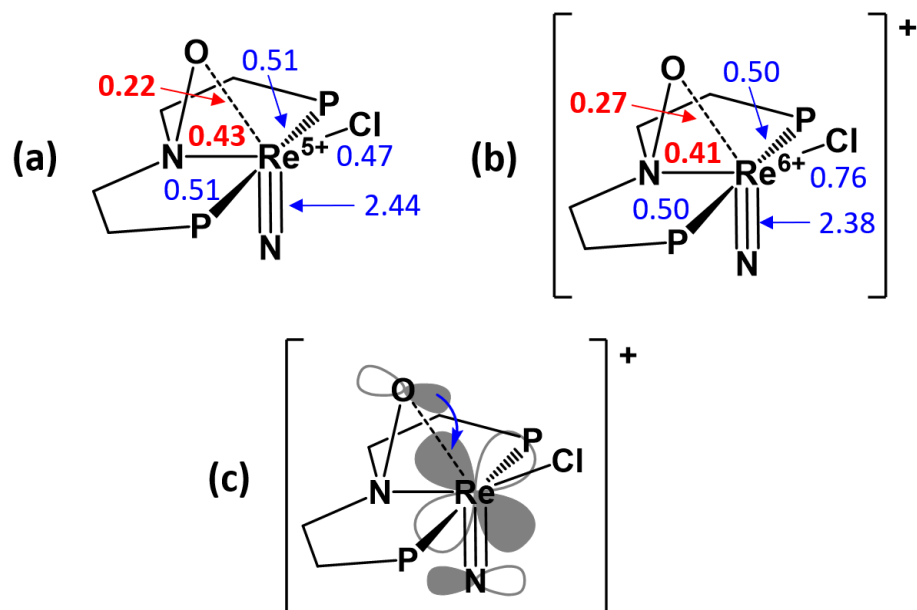 (a)
O
0.51
0.22
P
0.43
Cl
N
Re5+
0.47
0.51
P
2.44
N
(b)
+
O
0.50
0.27
P
0.41
Cl
N
Re6+
0.76
0.50
P
2.38
N
(c)
+
O
P
Cl
N
Re
P
N